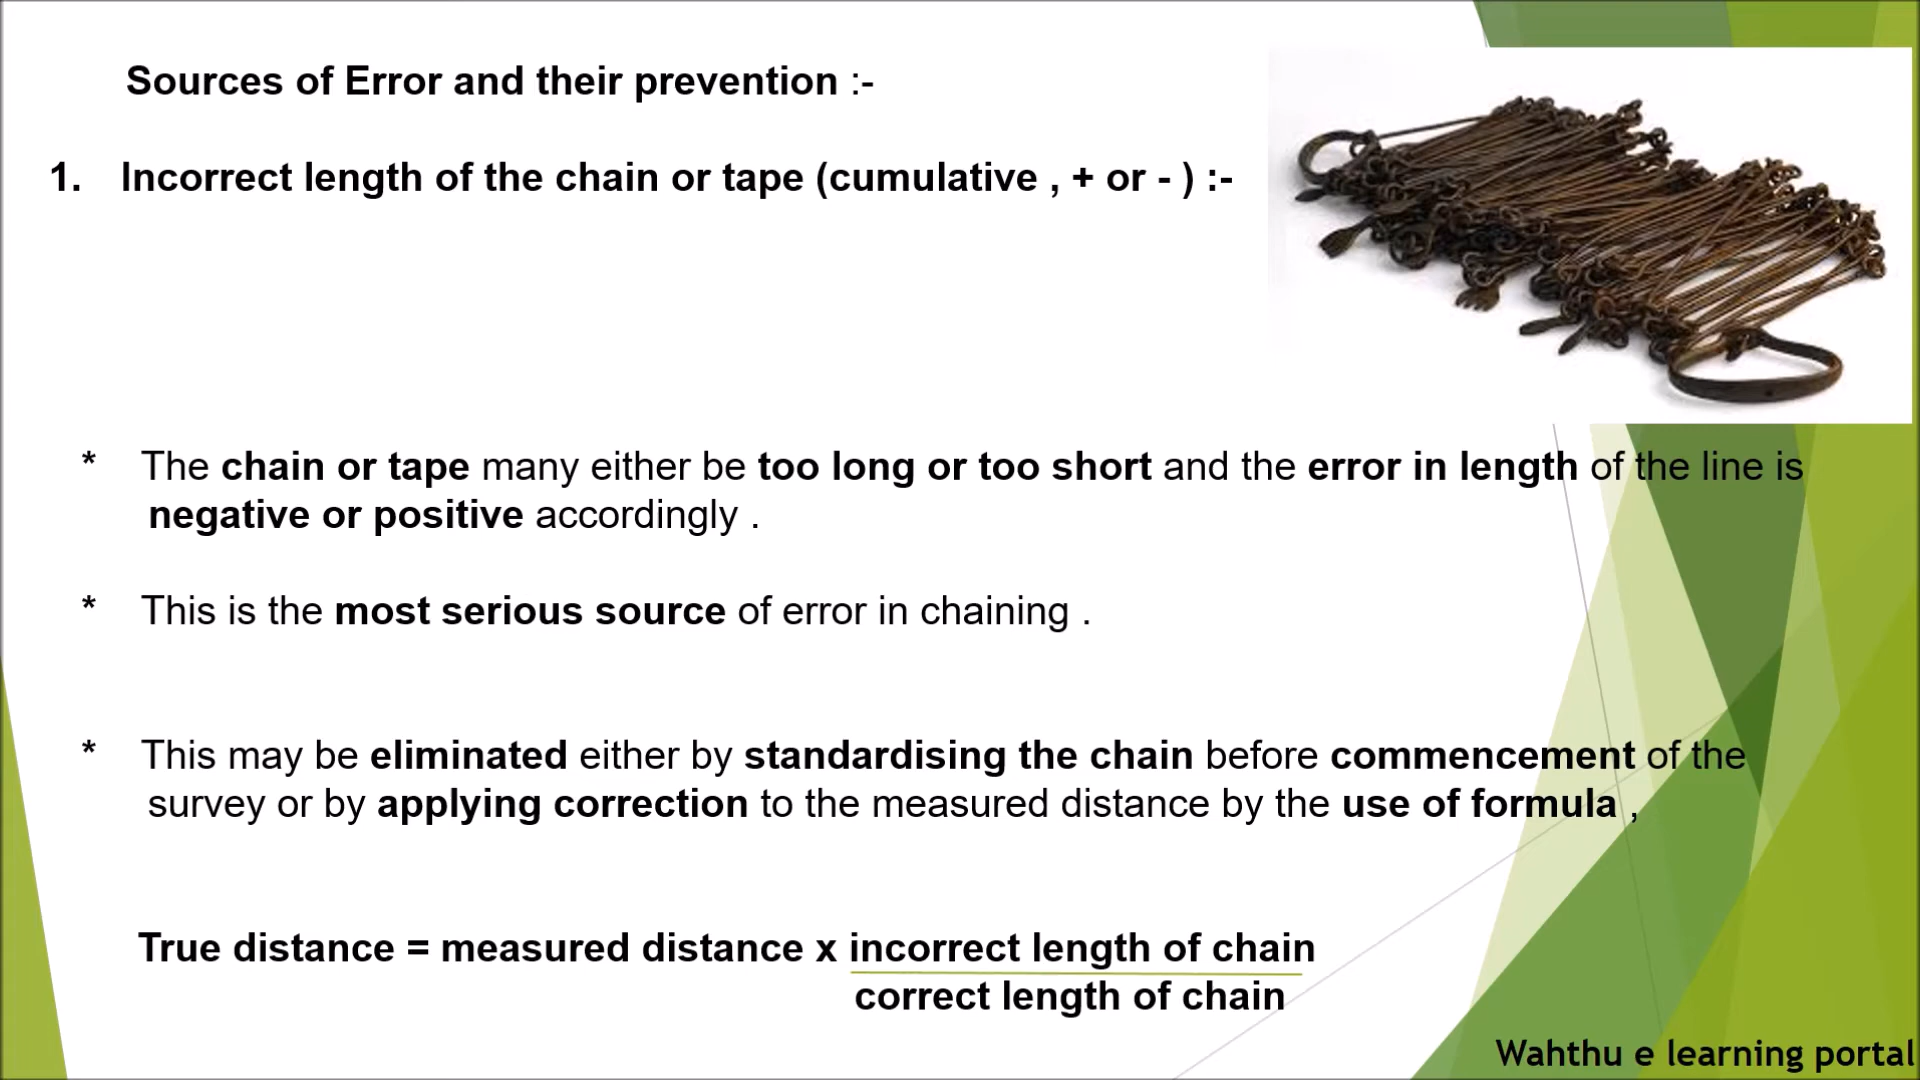 Sources of Error and their prevention :-
1. Incorrect length of the chain or tape (cumulative , + or - ) :-
* The chain or tape many either be too long or too short and the error in length of the line is
negative or positive accordingly .
* This is the most serious source of error in chaining .
* This may be eliminated either by standardising the chain before commencement of the
survey or by applying correction to the measured distance by the use of formula ,
True distance = measured distance x incorrect length of chain
correct length of chain
Wahthu e learning portal